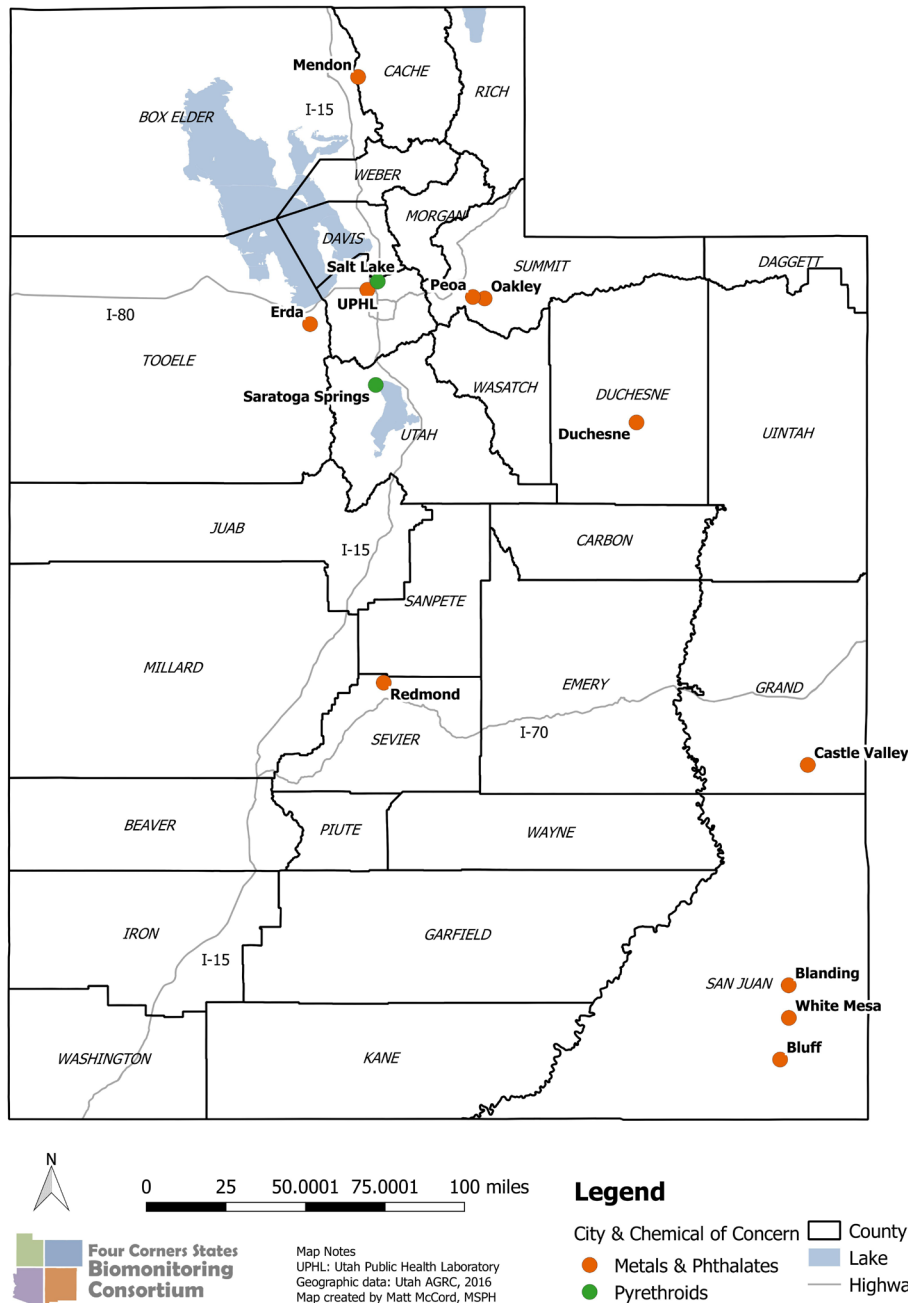 Mendon
CACHE
RICH
BOX ELDER
I-15
WEBER
MORGAN
DAVIS
Salt Lake
SUMMIT
DAGGETT
Peoa
Oakley
UPHL
Erda
I-80
TOOELE
WASATCH
DUCHESNE
Saratoga Springs
UTAH
Duchesne
UINTAH
JUAB
I-15
CARBON
SANPETE
MILLARD
EMERY
GRAND
Redmond
SEVIER
I-70
Castle Valley
BEAVER
PIUTE
WAYNE
IRON
GARFIELD
I-15
SAN JUAN
Blanding
White Mesa
Bluff
WASHINGTON
KANE
N
0 25 50.0001 75.0001 100 miles
Four Corners States
Biomonitoring
Consortium
Map Notes
UPHL: Utah Public Health Laboratory
Geographic data: Utah AGRC, 2016
Map created by Matt McCord, MSPH
Legend
City & Chemical of Concern
Metals & Phthalates
Pyrethroids
County
Lake
Highwa